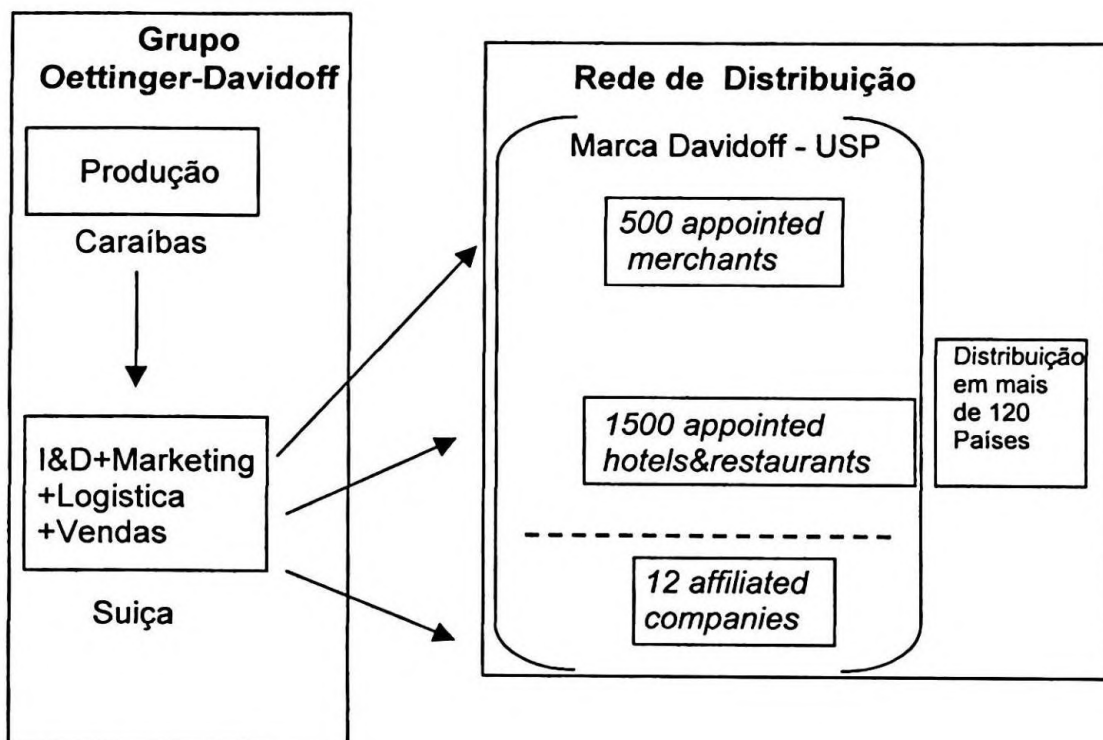 Grupo
Oettinger-Davidoff
Produção
Caraíbas
I&D+Marketing
+Logística
+Vendas
Suiça
Rede de Distribuição
Marca Davidoff - USP
500 appointed
merchants
1500 appointed
hotels&restaurants
12 affiliated
companies
Distribuição
em mais
de 120
Países